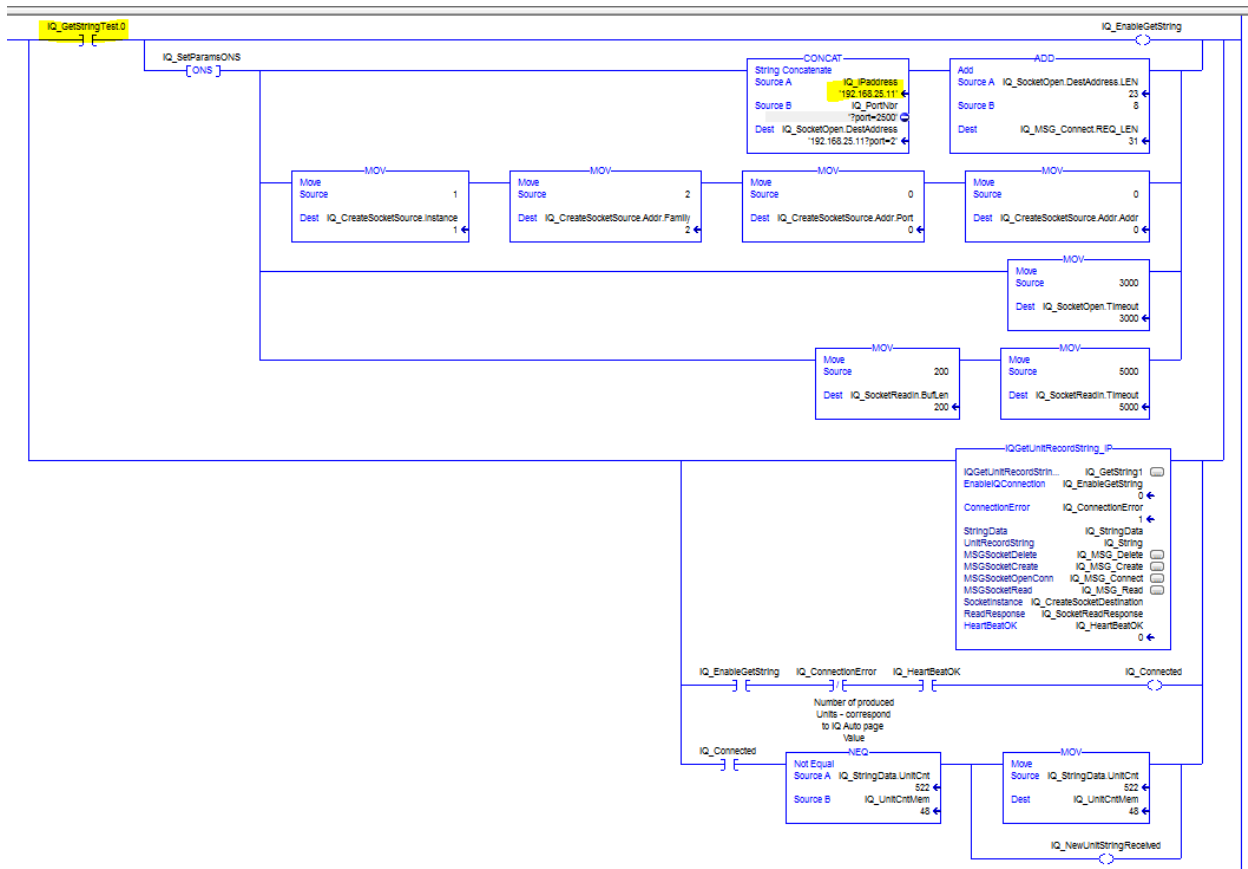 IQ_GetStringTest.0
IQ_EnableGetString
IQ_SetParamsONS
ONS
CONCAT
String Concatenate
Source A IQ_IPaddress
'192.168.25.11'
Source B IQ_PortNbr
'?port=2500'
Dest IQ_SocketOpen.DestAddress
'192.168.25.11?port=2'
ADD
Add
Source A IQ_SocketOpen.DestAddress.LEN
23
Source B 8
Dest IQ_MSG_Connect.REQ_LEN
31
MOV
Move
Source 1
Dest IQ_CreateSocketSource.Instance
1
MOV
Move
Source 2
Dest IQ_CreateSocketSource.Addr.Family
2
MOV
Move
Source 0
Dest IQ_CreateSocketSource.Addr.Port
0
MOV
Move
Source 0
Dest IQ_CreateSocketSource.Addr.Addr
0
MOV
Move
Source 3000
Dest IQ_SocketOpen.Timeout
3000
MOV
Move
Source 200
Dest IQ_SocketReadIn.BufLen
200
MOV
Move
Source 5000
Dest IQ_SocketReadIn.Timeout
5000
IQGetUnitRecordString_IP
IQGetUnitRecordStrin... IQ_GetString1
EnableIQConnection IQ_EnableGetString
0
ConnectionError IQ_ConnectionError
1
StringData IQ_StringData
UnitRecordString IQ_String
MSGSocketDelete IQ_MSG_Delete
MSGSocketCreate IQ_MSG_Create
MSGSocketOpenConn IQ_MSG_Connect
MSGSocketRead IQ_MSG_Read
SocketInstance IQ_CreateSocketDestination
ReadResponse IQ_SocketReadResponse
HeartBeatOK IQ_HeartBeatOK
0
IQ_EnableGetString IQ_ConnectionError IQ_HeartBeatOK IQ_Connected
Number of produced
Units - correspond
to IQ Auto page
Value
IQ_Connected
NEQ
Not Equal
Source A IQ_StringData.UnitCnt
522
Source B IQ_UnitCntMem
48
MOV
Move
Source IQ_StringData.UnitCnt
522
Dest IQ_UnitCntMem
48
IQ_NewUnitStringReceived